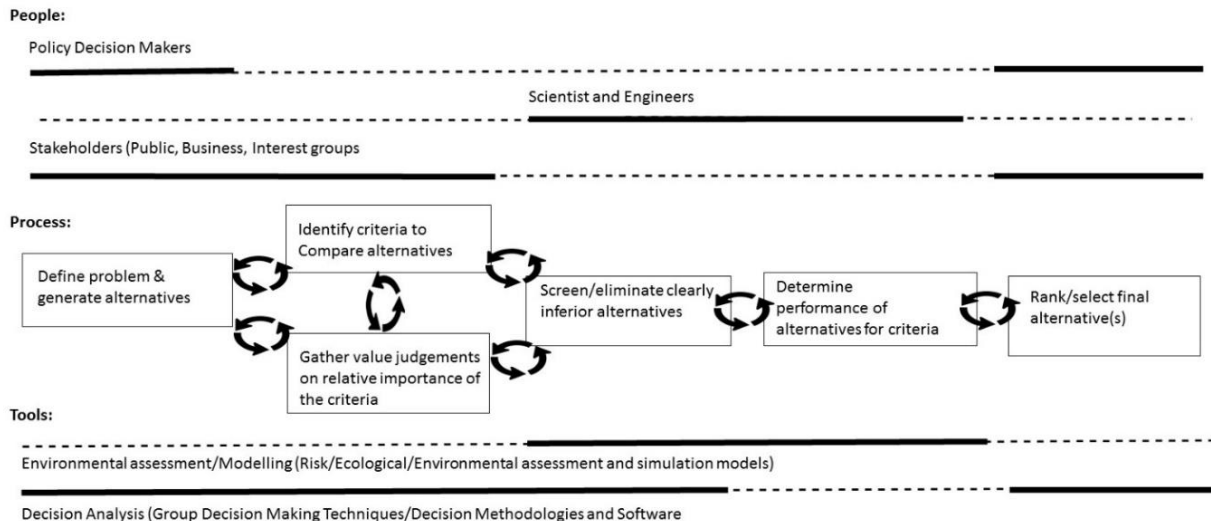 People:
Policy Decision Makers
Scientist and Engineers
Stakeholders (Public, Business, Interest groups
Process:
Define problem &
generate alternatives
Identify criteria to
Compare alternatives
Gather value judgements
on relative importance of
the criteria
Screen/eliminate clearly
inferior alternatives
Determine
performance of
alternatives for criteria
Rank/select final
alternative(s)
Tools:
Environmental assessment/Modelling (Risk/Ecological/Environmental assessment and simulation models)
Decision Analysis (Group Decision Making Techniques/Decision Methodologies and Software